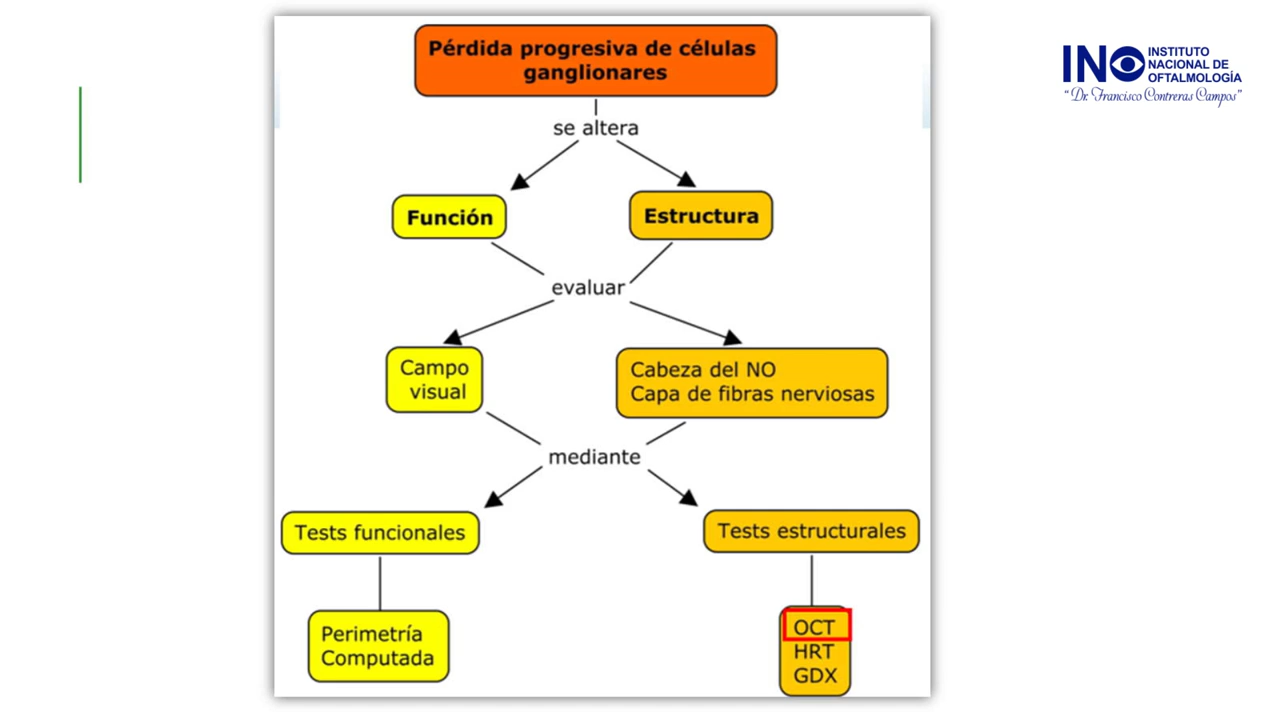 Pérdida progresiva de células
ganglionares
INO
INSTITUTO
NACIONAL DE
OFTALMOLOGÍA
“Dr. Francisco Contreras Campos”
se altera
Función
Estructura
evaluar
Campo
visual
Cabeza del NO
Capa de fibras nerviosas
mediante
Tests funcionales
Tests estructurales
Perimetría
Computada
OCT
HRT
GDX